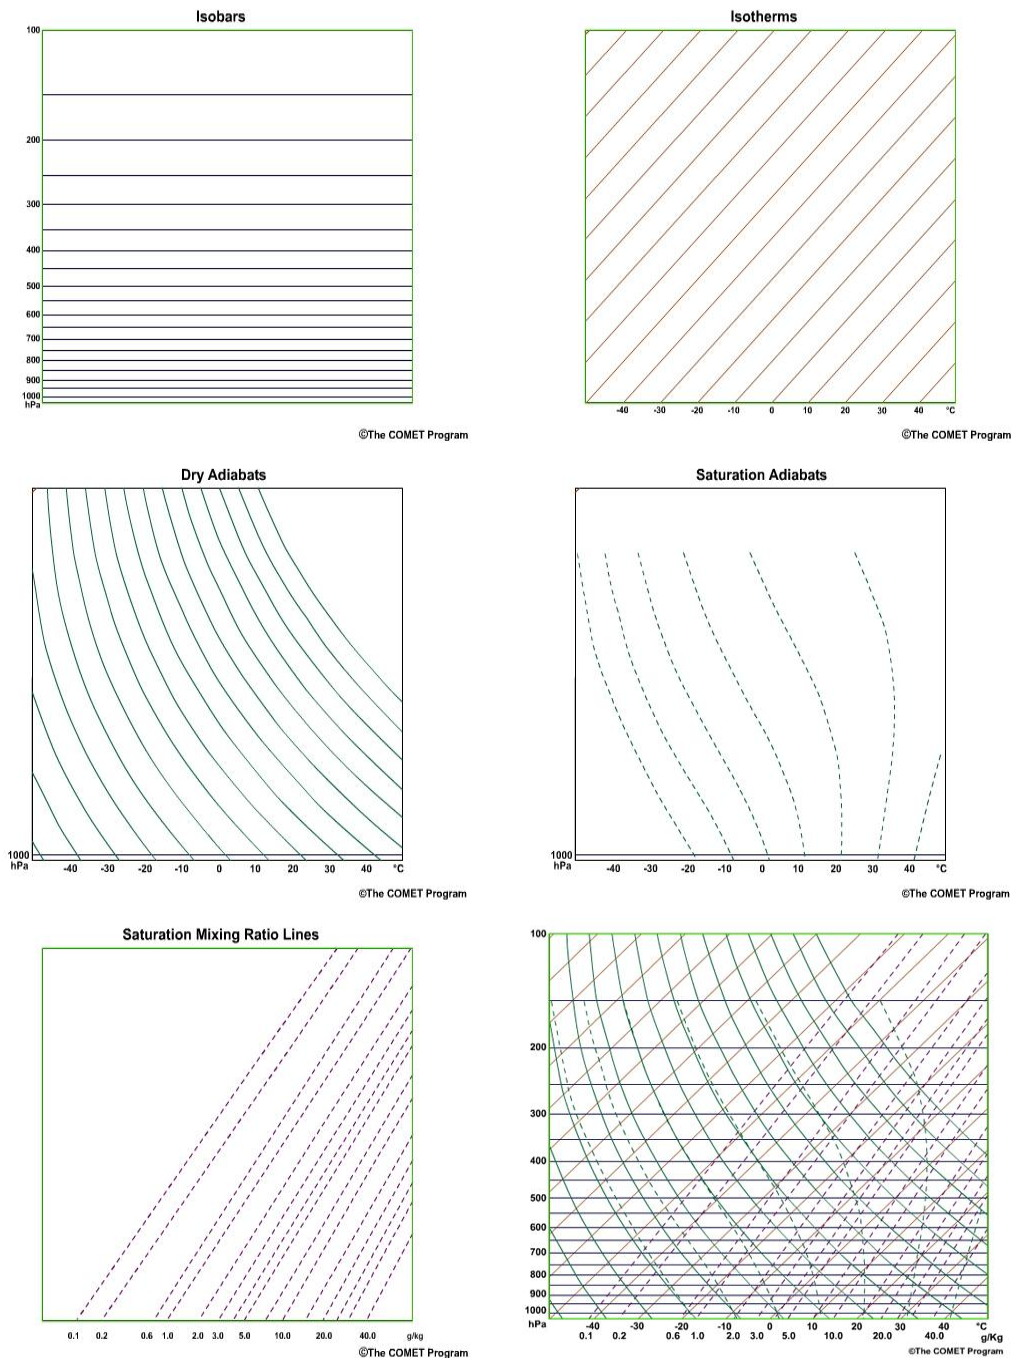 Isobars
100
200
300
400
500
600
700
800
900
1000
hPa
©The COMET Program
Isotherms
-40 -30 -20 -10 0 10 20 30 40 °C
©The COMET Program
Dry Adiabats
1000
hPa -40 -30 -20 -10 0 10 20 30 40 °C
©The COMET Program
Saturation Adiabats
1000
hPa -40 -30 -20 -10 0 10 20 30 40 °C
©The COMET Program
Saturation Mixing Ratio Lines
0.1 0.2 0.6 1.0 2.0 3.0 5.0 10.0 20.0 40.0 g/kg
©The COMET Program
100
200
300
400
500
600
700
800
900
1000
hPa -40 -30 -20 -10 0 10 20 30 40 °C
0.1 0.2 0.6 1.0 2.0 3.0 5.0 10.0 20.0 40.0 g/Kg
©The COMET Program